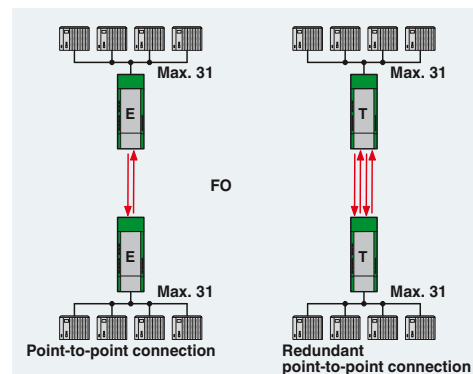 Max. 31
Max. 31
E
T
FO
E
T
Max. 31
Max. 31
Point-to-point connection
Redundant
point-to-point connection